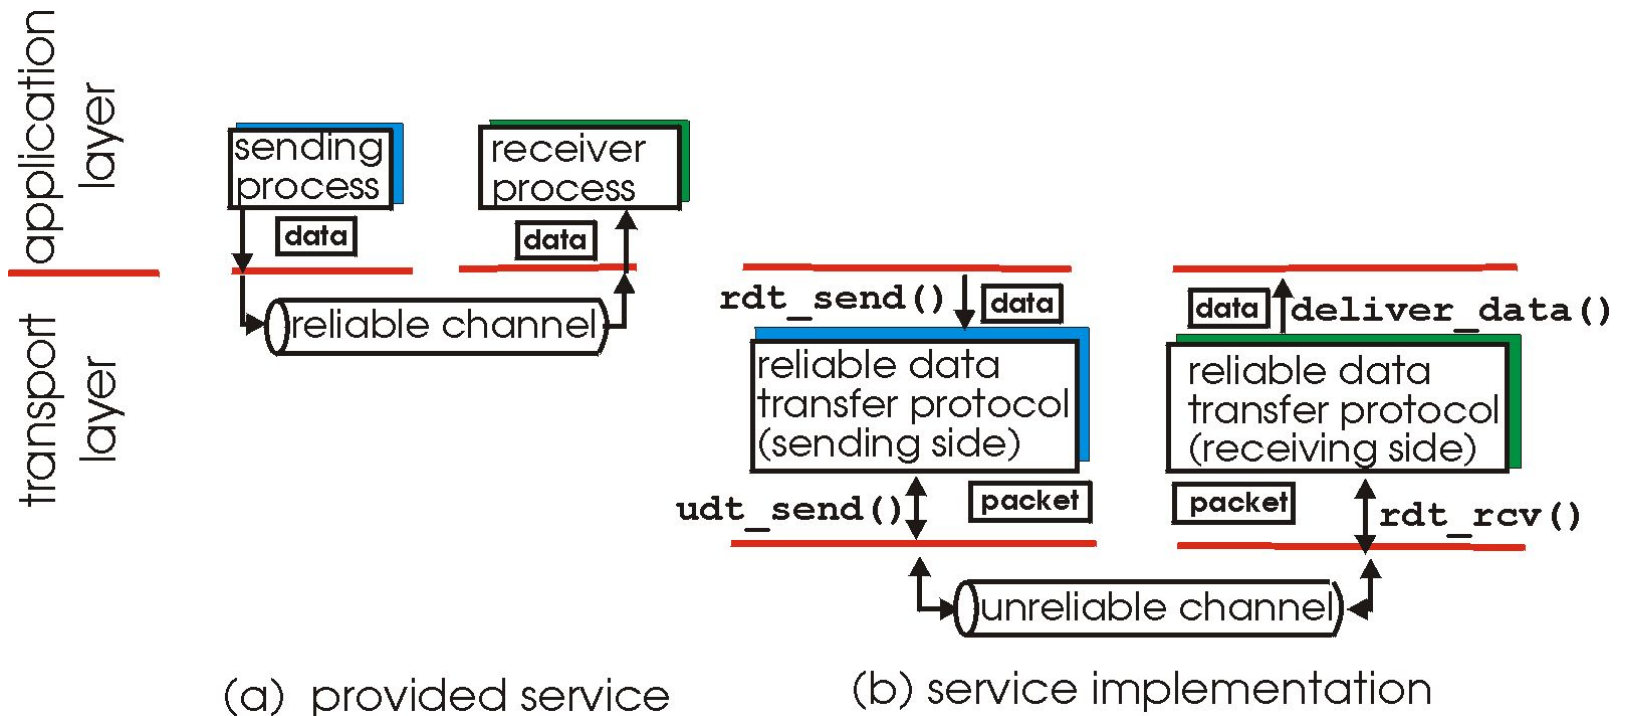 application
layer
transport
layer
sending
process
data
receiver
process
data
reliable channel
(a) provided service
rdt_send()
data
reliable data
transfer protocol
(sending side)
udt_send()
packet
data
deliver_data()
reliable data
transfer protocol
(receiving side)
packet
rdt_rcv()
unreliable channel
(b) service implementation